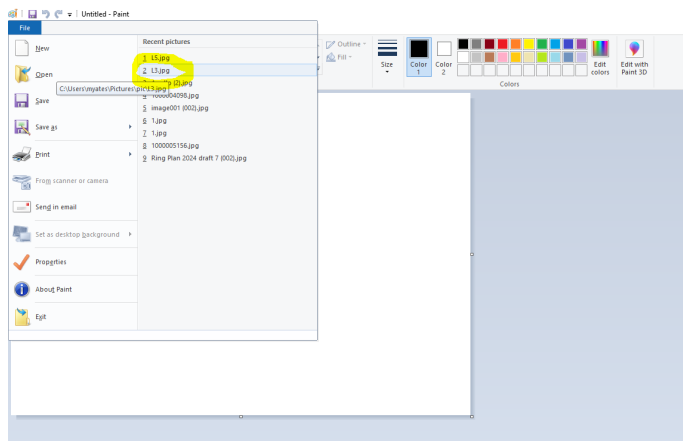 Untitled - Paint
File
New
Open
Save
Save as
Print
From scanner or camera
Send in email
Set as desktop background
Properties
About Paint
Exit
Recent pictures
1 L5.jpg
2 L3.jpg
(2).jpg
4 1000004098.jpg
5 image001 (002).jpg
6 1.jpg
7 1.jpg
8 1000005156.jpg
9 Ring Plan 2024 draft 7 (002).jpg
C:\Users\myates\Pictures\pic\L3.jpg
Outline
Fill
Size
Color
1
Color
2
Edit
colors
Edit with
Paint 3D
Colors